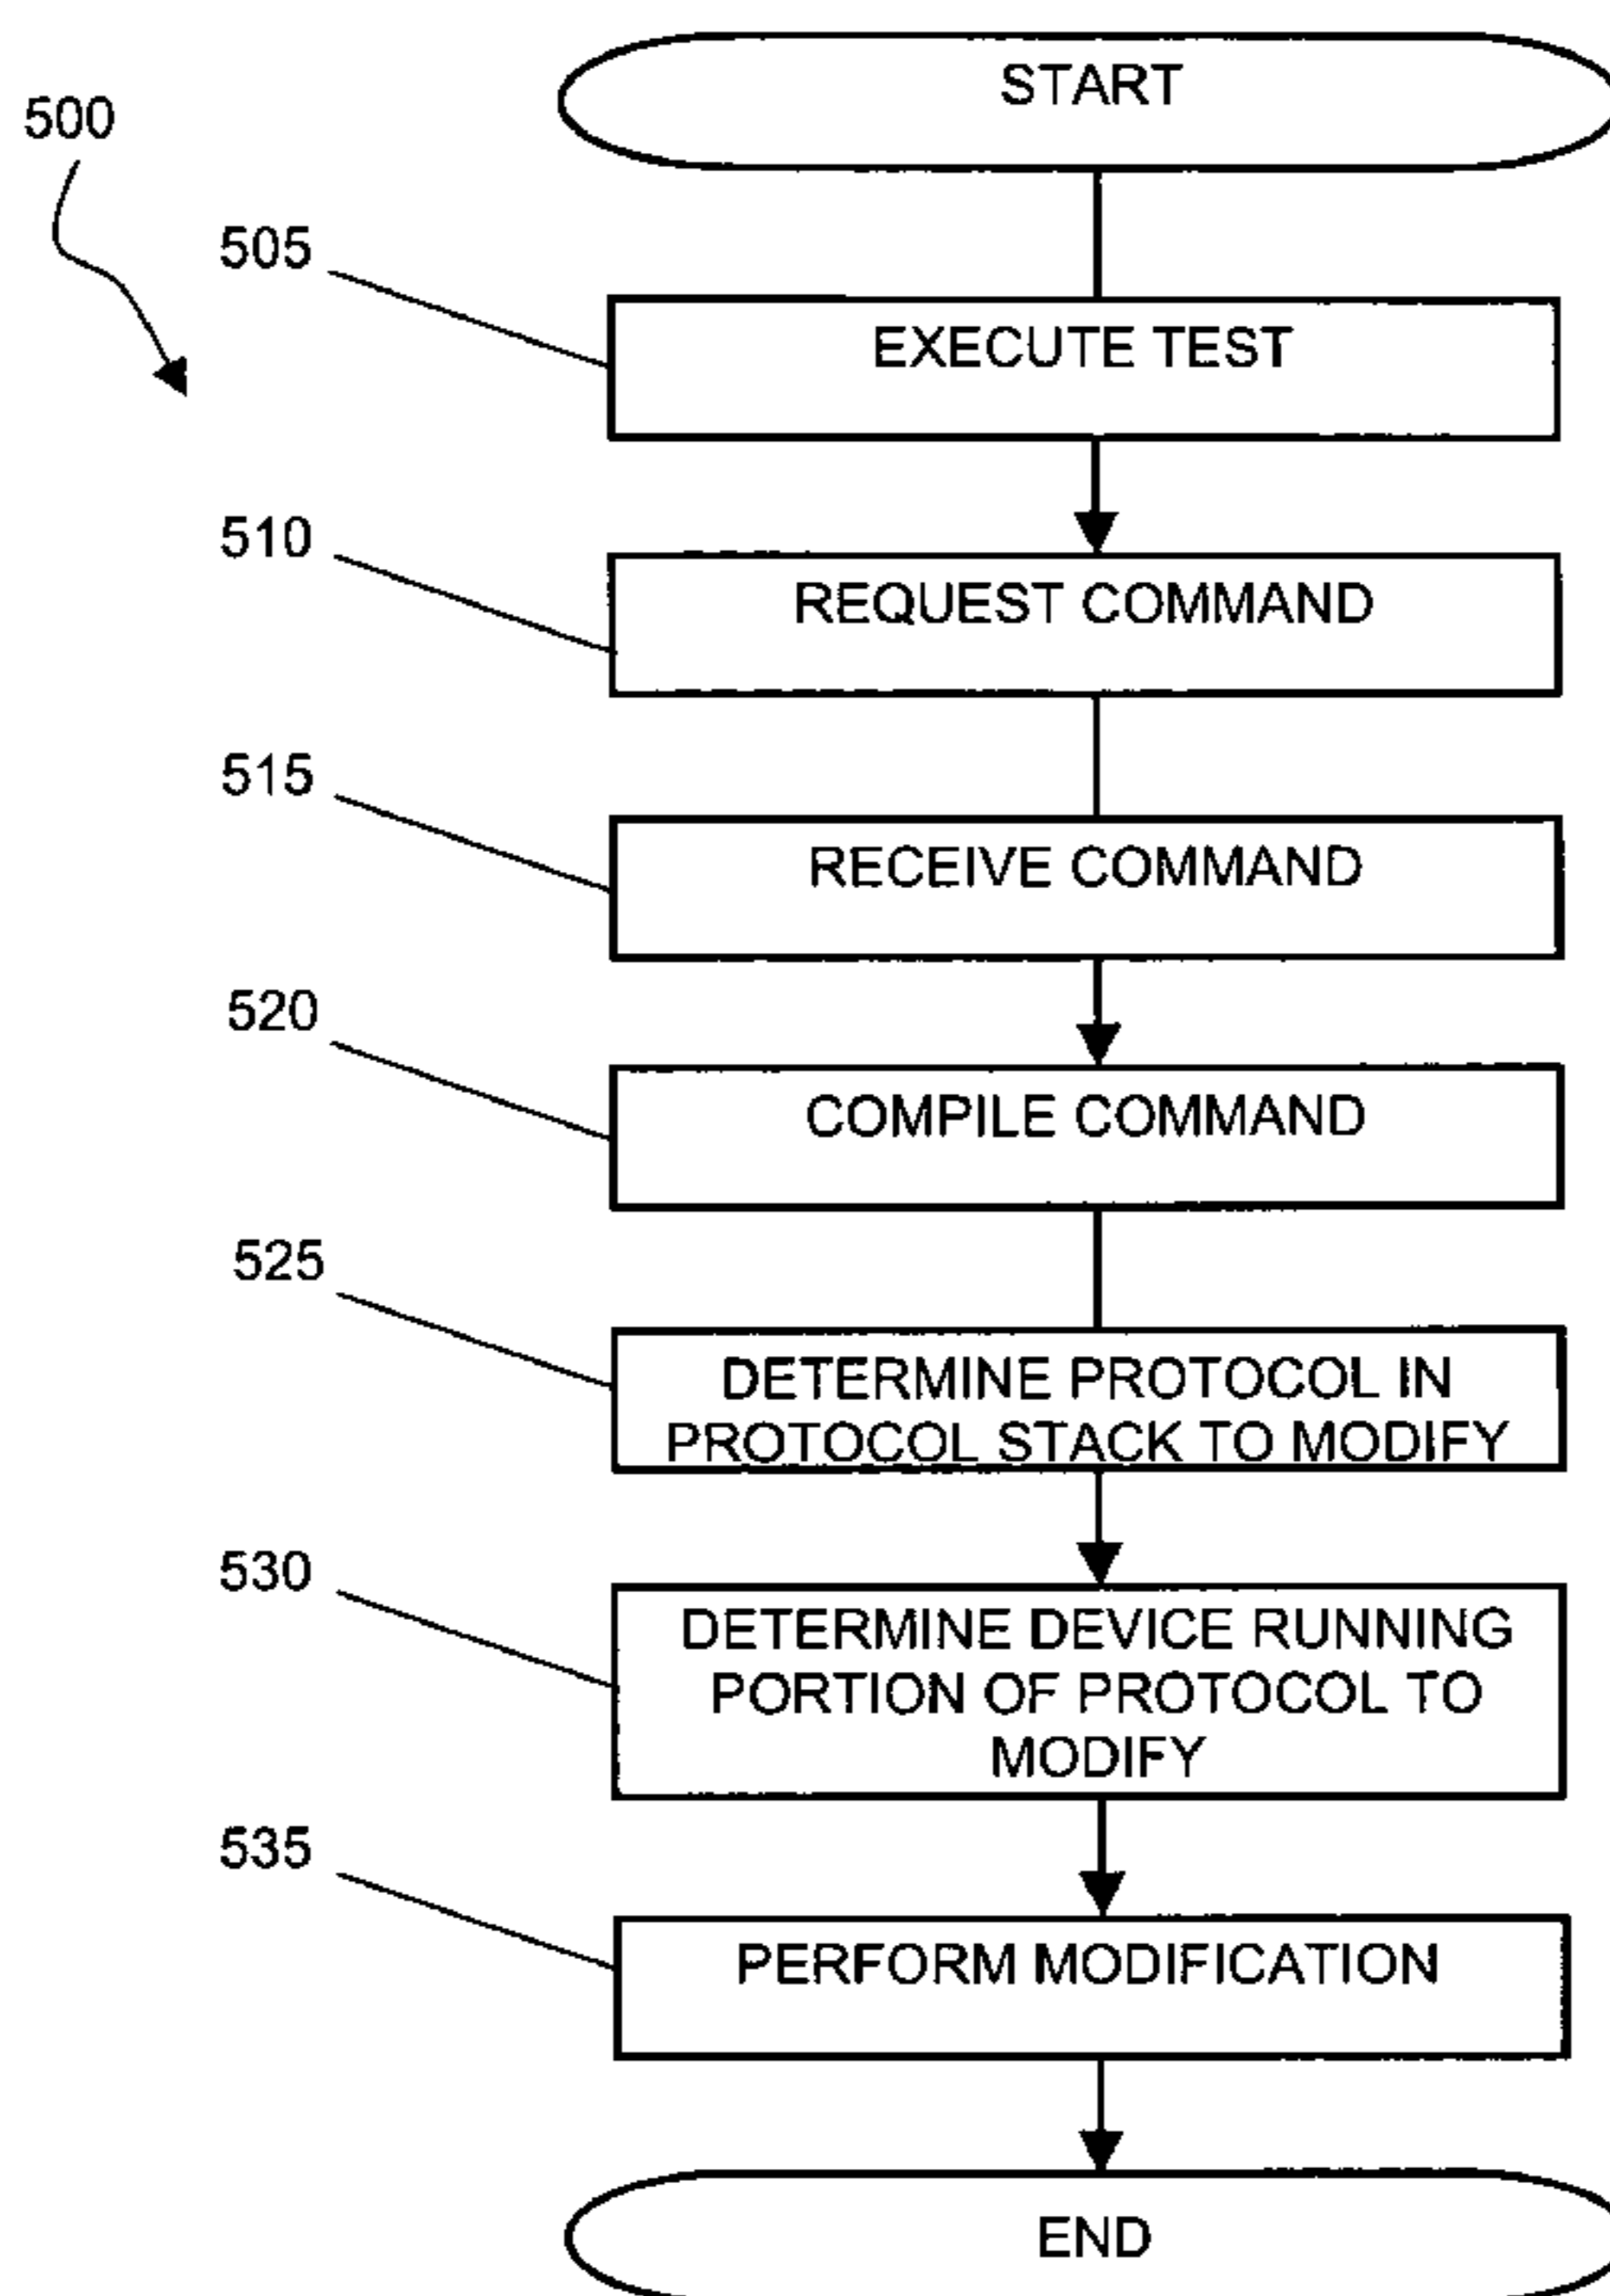 START
500
505
EXECUTE TEST
510
REQUEST COMMAND
515
RECEIVE COMMAND
520
COMPILE COMMAND
525
DETERMINE PROTOCOL IN
PROTOCOL STACK TO MODIFY
530
DETERMINE DEVICE RUNNING
PORTION OF PROTOCOL TO
MODIFY
535
PERFORM MODIFICATION
END